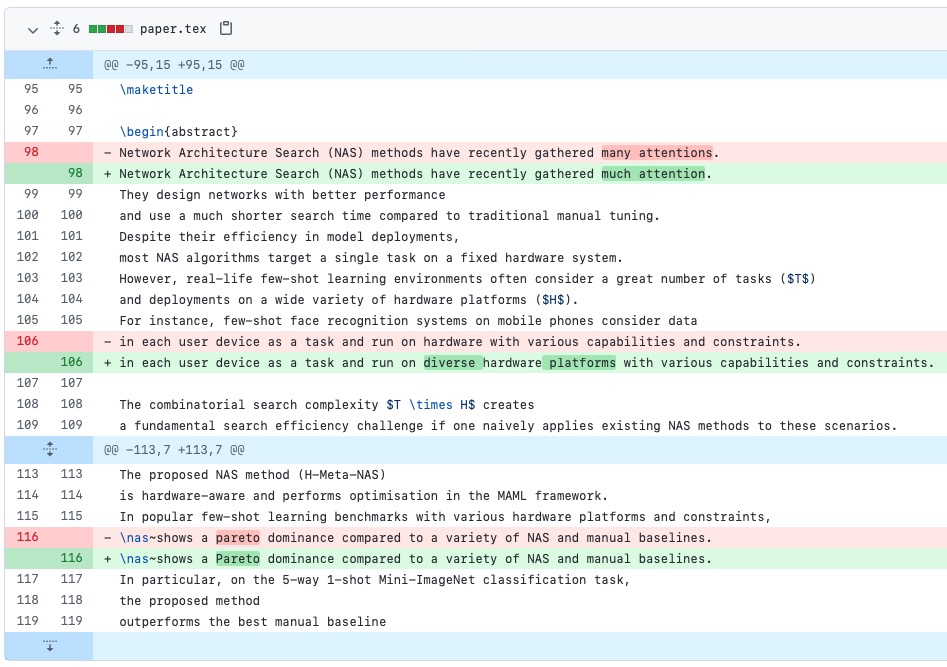 6 paper.tex
@@ -95,15 +95,15 @@
95 95 \maketitle
96 96
97 97 \begin{abstract}
98 - Network Architecture Search (NAS) methods have recently gathered many attentions.
98 + Network Architecture Search (NAS) methods have recently gathered much attention.
99 99 They design networks with better performance
100 100 and use a much shorter search time compared to traditional manual tuning.
101 101 Despite their efficiency in model deployments,
102 102 most NAS algorithms target a single task on a fixed hardware system.
103 103 However, real-life few-shot learning environments often consider a great number of tasks ($T$)
104 104 and deployments on a wide variety of hardware platforms ($H$).
105 105 For instance, few-shot face recognition systems on mobile phones consider data
106 - in each user device as a task and run on hardware with various capabilities and constraints.
106 + in each user device as a task and run on diverse hardware platforms with various capabilities and constraints.
107 107
108 108 The combinatorial search complexity $T \times H$ creates
109 109 a fundamental search efficiency challenge if one naively applies existing NAS methods to these scenarios.
@@ -113,7 +113,7 @@
113 113 The proposed NAS method (H-Meta-NAS)
114 114 is hardware-aware and performs optimisation in the MAML framework.
115 115 In popular few-shot learning benchmarks with various hardware platforms and constraints,
116 - \nas~shows a pareto dominance compared to a variety of NAS and manual baselines.
116 + \nas~shows a Pareto dominance compared to a variety of NAS and manual baselines.
117 117 In particular, on the 5-way 1-shot Mini-ImageNet classification task,
118 118 the proposed method
119 119 outperforms the best manual baseline